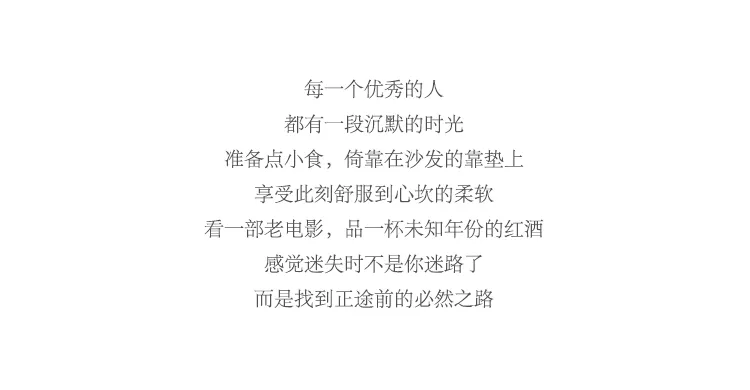 每一个优秀的人
都有一段沉默的时光
准备点小食，倚靠在沙发的靠垫上
享受此刻舒服到心坎的柔软
看一部老电影，品一杯未知年份的红酒
感觉迷失时不是你迷路了
而是找到正途前的必然之路